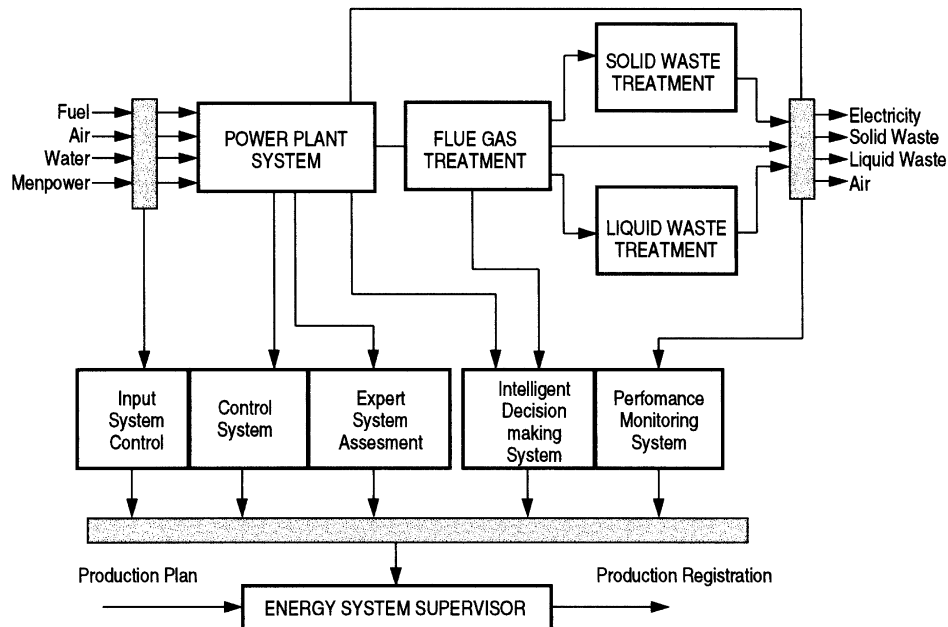 SOLID WASTE
TREATMENT
Fuel
Air
Water
Menpower
POWER PLANT
SYSTEM
FLUE GAS
TREATMENT
Electricity
Solid Waste
Liquid Waste
Air
LIQUID WASTE
TREATMENT
Input
System
Control
Control
System
Expert
System
Assesment
Intelligent
Decision
making
System
Perfomance
Monitoring
System
Production Plan
Production Registration
ENERGY SYSTEM SUPERVISOR